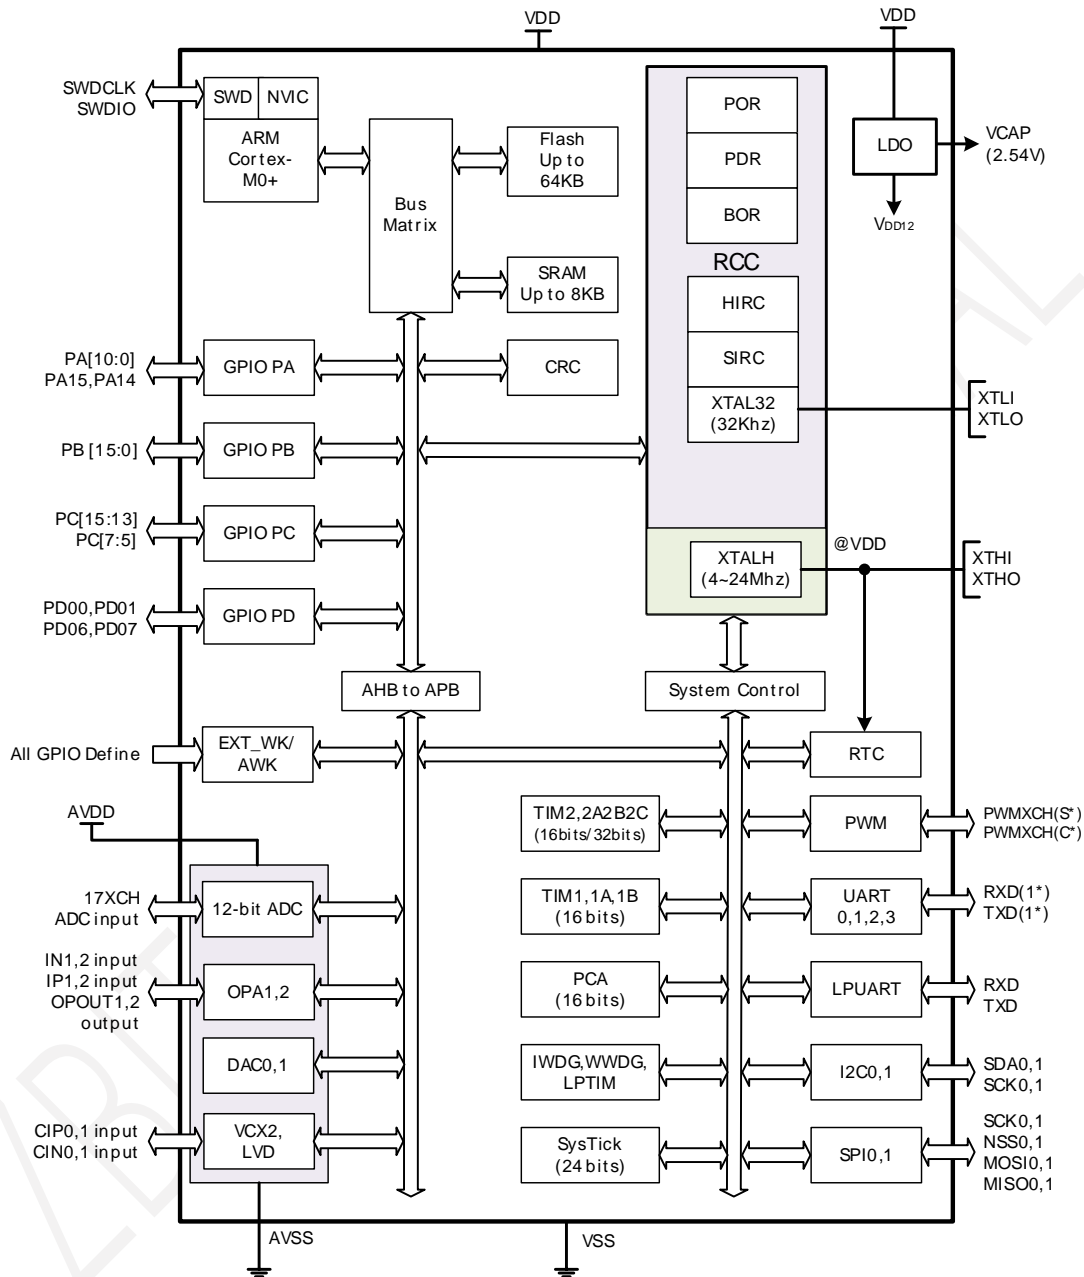 VDD
VDD
SWDCLK
SWDIO
SWD
NVIC
ARM
Cortex-
M0+
Bus
Matrix
Flash
Up to
64KB
SRAM
Up to 8KB
POR
PDR
BOR
RCC
HIRC
SIRC
XTAL32
(32Khz)
LDO
VCAP
(2.54V)
VDD12
PA[10:0]
PA15,PA14
GPIO PA
CRC
XTLI
XTLO
PB [15:0]
GPIO PB
PC[15:13]
PC[7:5]
GPIO PC
XTALH
(4~24Mhz)
@VDD
XTHI
XTHO
PD00,PD01
PD06,PD07
GPIO PD
AHB to APB
System Control
All GPIO Define
EXT_WK/
AWK
RTC
AVDD
TIM2,2A2B2C
(16bits/32bits)
PWM
PWMXCH(S*)
PWMXCH(C*)
17XCH
ADC input
12-bit ADC
TIM1,1A,1B
(16bits)
UART
0,1,2,3
RXD(1*)
TXD(1*)
IN1,2 input
IP1,2 input
OPOUT1,2
output
OPA1,2
PCA
(16bits)
LPUART
RXD
TXD
DAC0,1
IWDG,WWDG,
LPTIM
I2C0,1
SDA0,1
SCK0,1
CIP0,1 input
CIN0,1 input
VCX2,
LVD
SysTick
(24bits)
SPI0,1
SCK0,1
NSS0,1
MOSI0,1
MISO0,1
AVSS
VSS